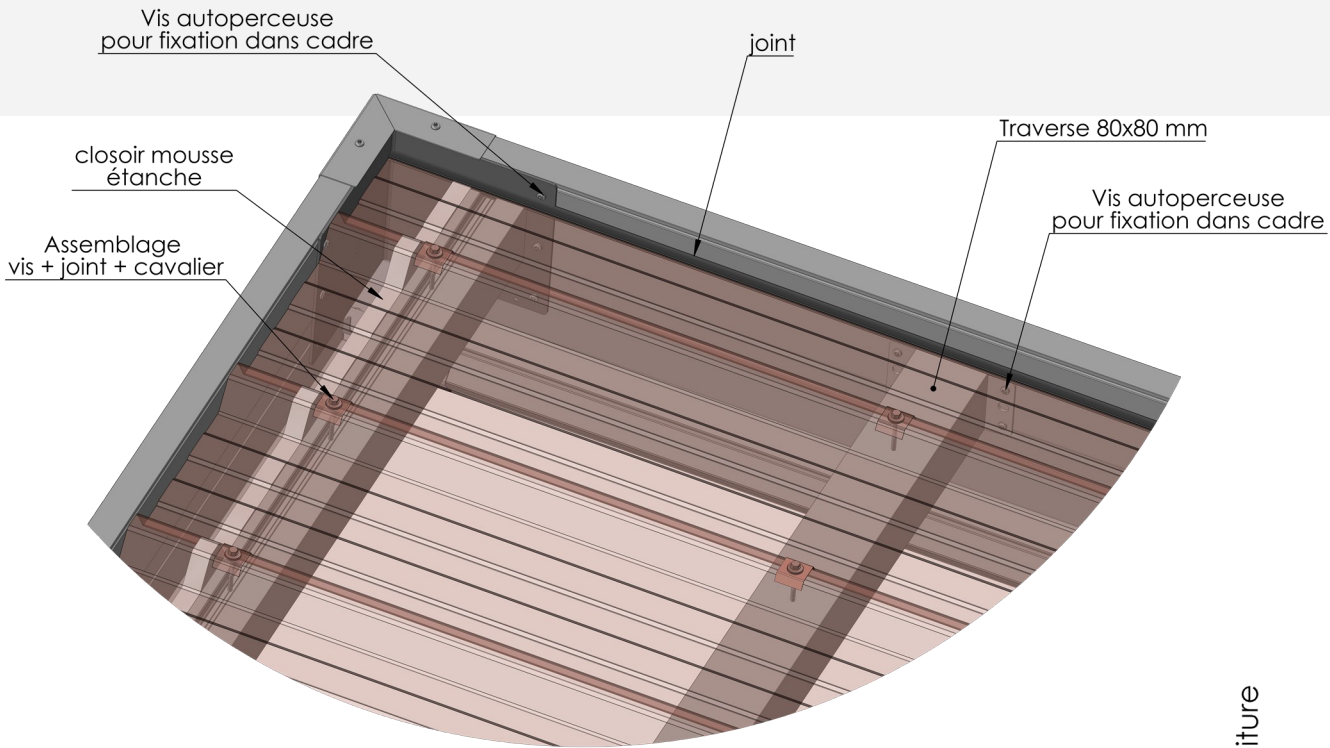 Vis autoperceuse
pour fixation dans cadre
joint
Traverse 80x80 mm
closoir mousse
étanche
Vis autoperceuse
pour fixation dans cadre
Assemblage
vis + joint + cavalier
iture